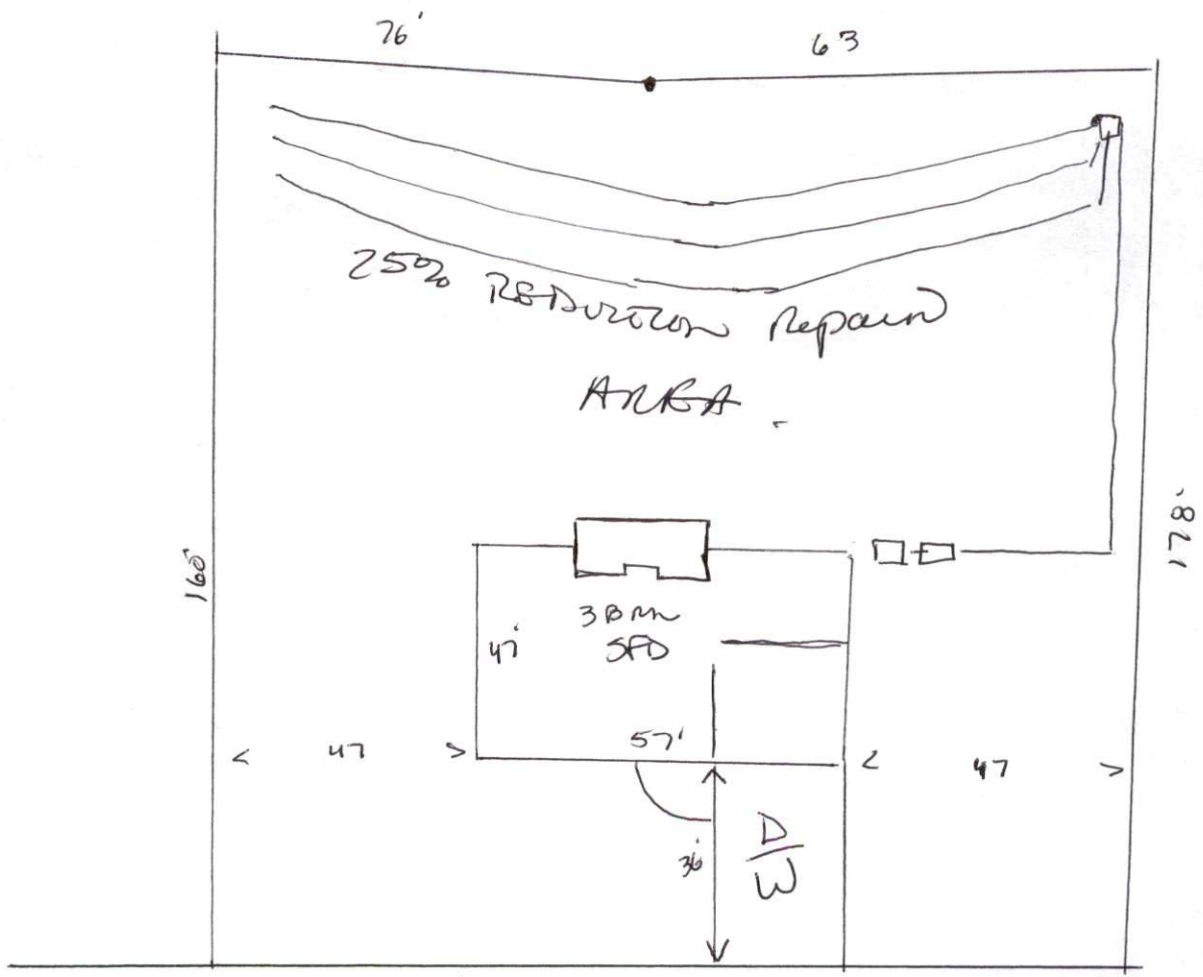 76' 63
25% REDUCTION Repair
AREA.
160'
178'
3 BRM
SFD
47'
57'
< 47 > < 47 >
36'
D/W